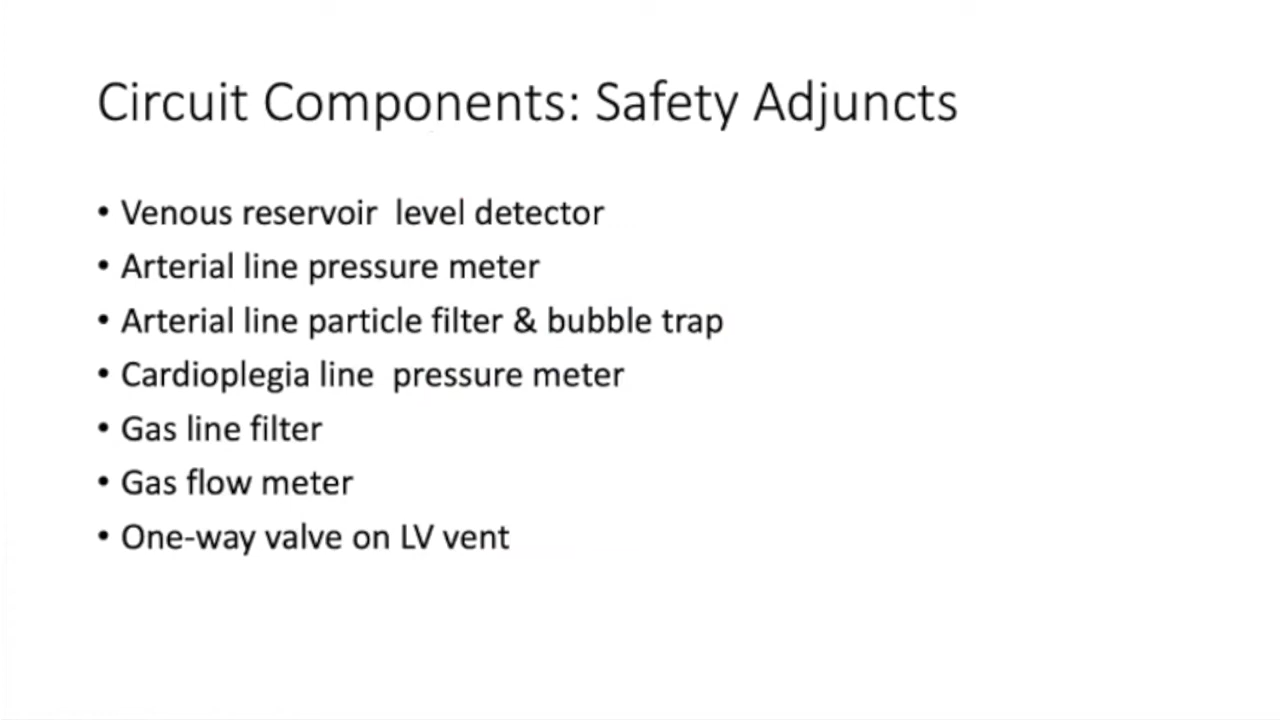 Circuit Components: Safety Adjuncts
• Venous reservoir  level detector
• Arterial line pressure meter
• Arterial line particle filter & bubble trap
• Cardioplegia line  pressure meter
• Gas line filter
• Gas flow meter
• One-way valve on LV vent